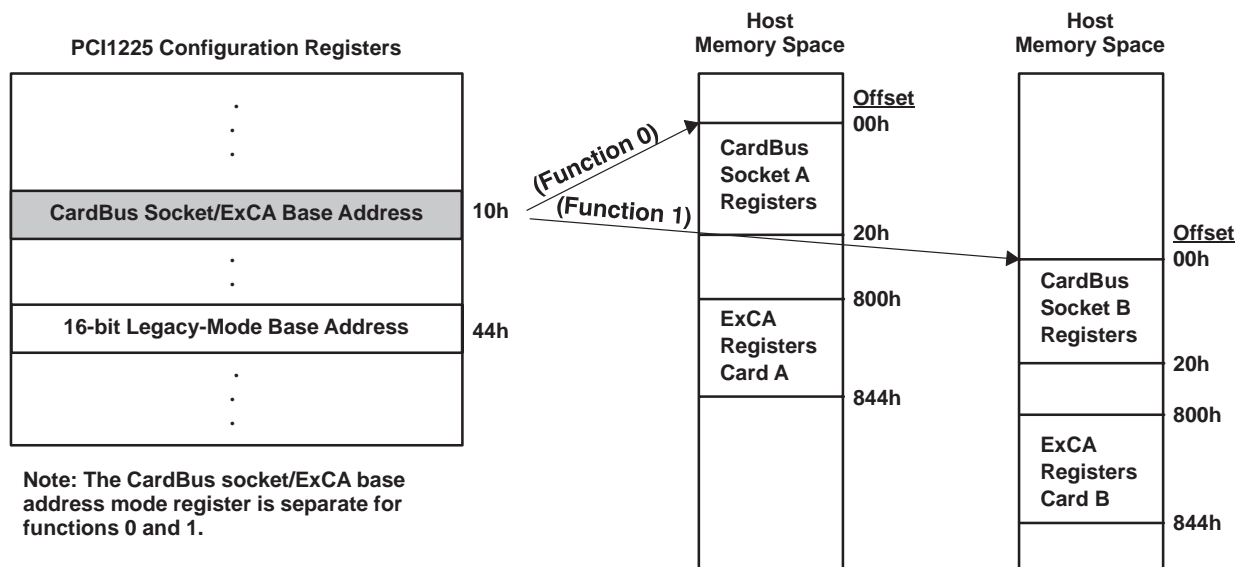 PCI1225 Configuration Registers
CardBus Socket/ExCA Base Address
10h
16-bit Legacy-Mode Base Address
44h
Note: The CardBus socket/ExCA base
address mode register is separate for
functions 0 and 1.
(Function 0)
(Function 1)
Host
Memory Space
Offset
00h
CardBus
Socket A
Registers
20h
800h
ExCA
Registers
Card A
844h
Host
Memory Space
Offset
00h
CardBus
Socket B
Registers
20h
800h
ExCA
Registers
Card B
844h